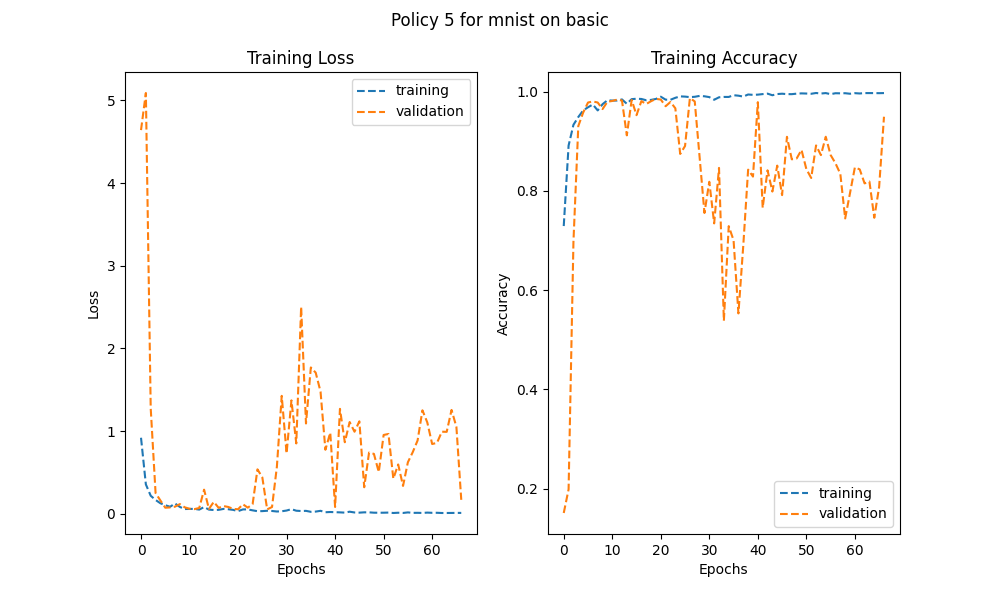 Policy 5 for mnist on basic
Training Loss
training
validation
5
4
3
2
1
0
Loss
0 10 20 30 40 50 60
Epochs
Training Accuracy
1.0
0.8
0.6
0.4
0.2
Accuracy
training
validation
0 10 20 30 40 50 60
Epochs